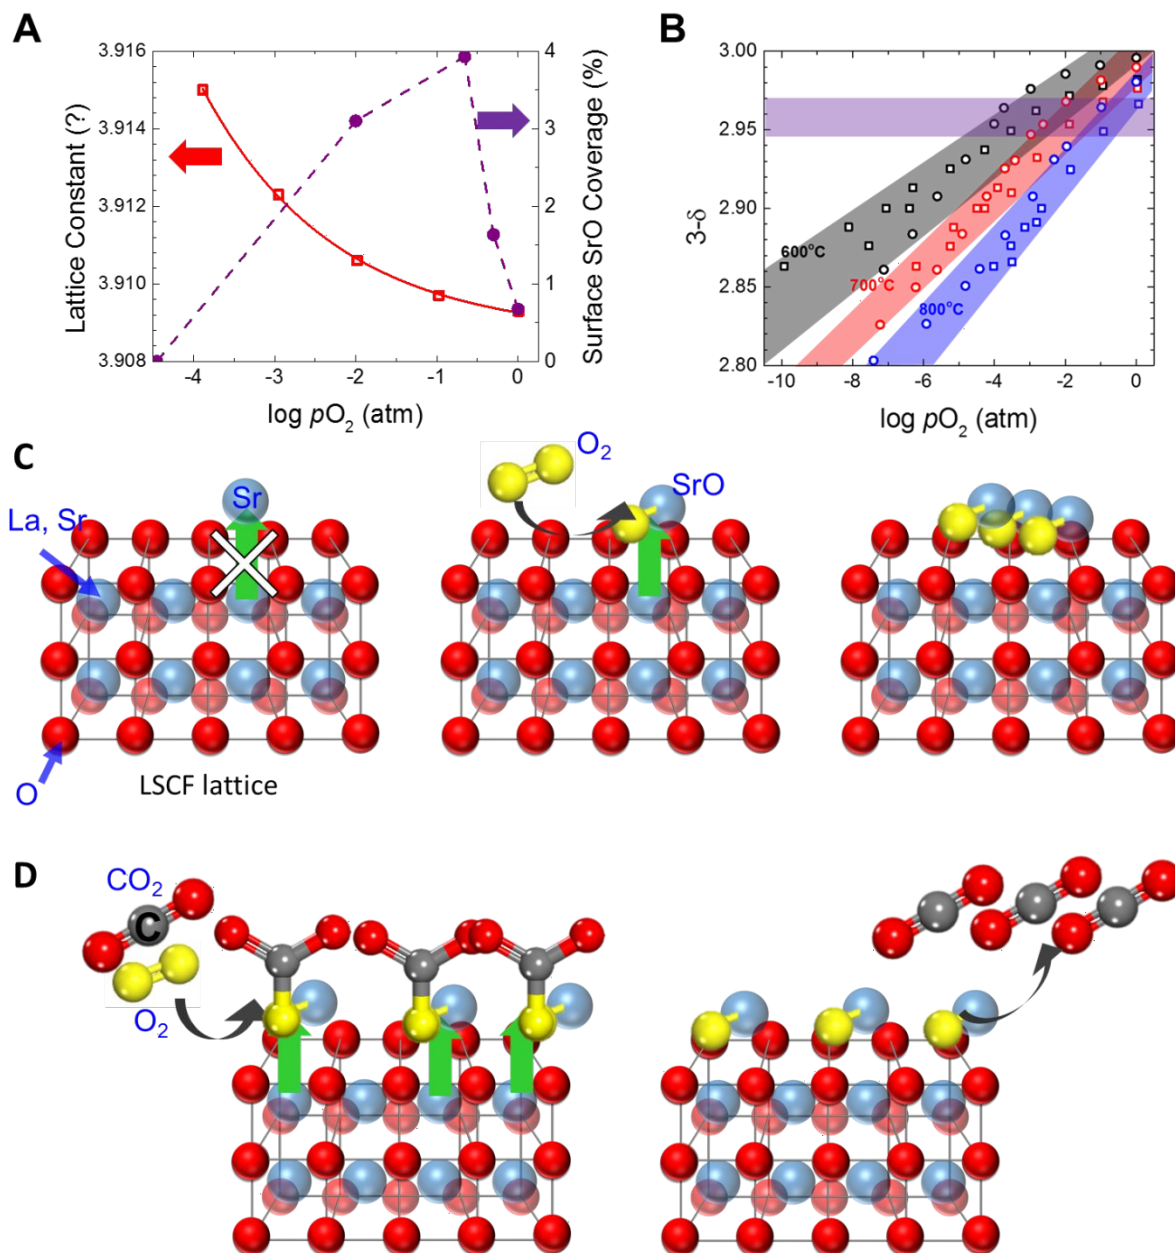 A
3.916
3.914
3.912
3.910
3.908
Lattice Constant (?)
4
3
2
1
0
Surface SrO Coverage (%)
-4
-3
-2
-1
0
log pO₂ (atm)
B
3.00
2.95
2.90
2.85
2.80
3-δ
600°C
700°C
800°C
-10
-8
-6
-4
-2
0
log pO₂ (atm)
C
La, Sr
Sr
O
LSCF lattice
O₂
SrO
D
CO₂
C
O₂